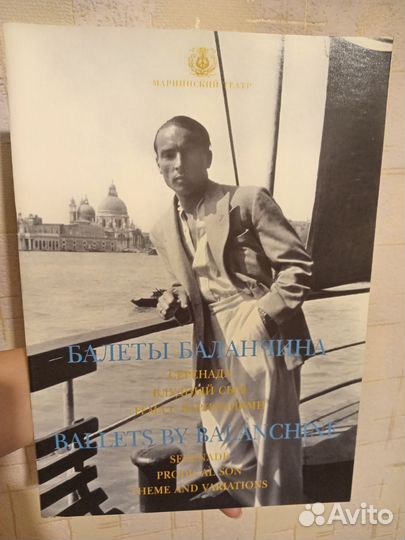 МАРИИНСКИЙ ТЕАТР
БАЛЕТЫ БАЛАНЧИНА
СЕРЕНАДА
БЛУДНЫЙ СЫН
ТЕМА С ВАРИАЦИЯМИ
BALLETS BY BALANCHINE
SERENADE
PRODIGAL SON
THEME AND VARIATIONS
Avito